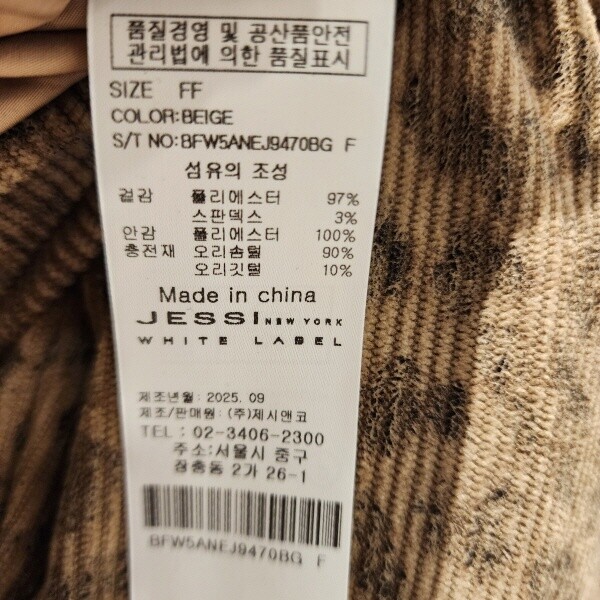 품질경영 및 공산품안전
관리법에 의한 품질표시
SIZE FF
COLOR:BEIGE
S/T NO:BFW5ANEJ9470BG F
섬유의 조성
겉감 폴리에스터 97%
스판덱스 3%
안감 폴리에스터 100%
충전재 오리솜털 90%
오리깃털 10%
Made in china
JESSI NEW YORK
WHITE LABEL
제조년월: 2025. 09
제조/판매원: (주)제시앤코
TEL : 02-3406-2300
주소:서울시 중구
장충동 2가 26-1
BFW5ANEJ9470BG F